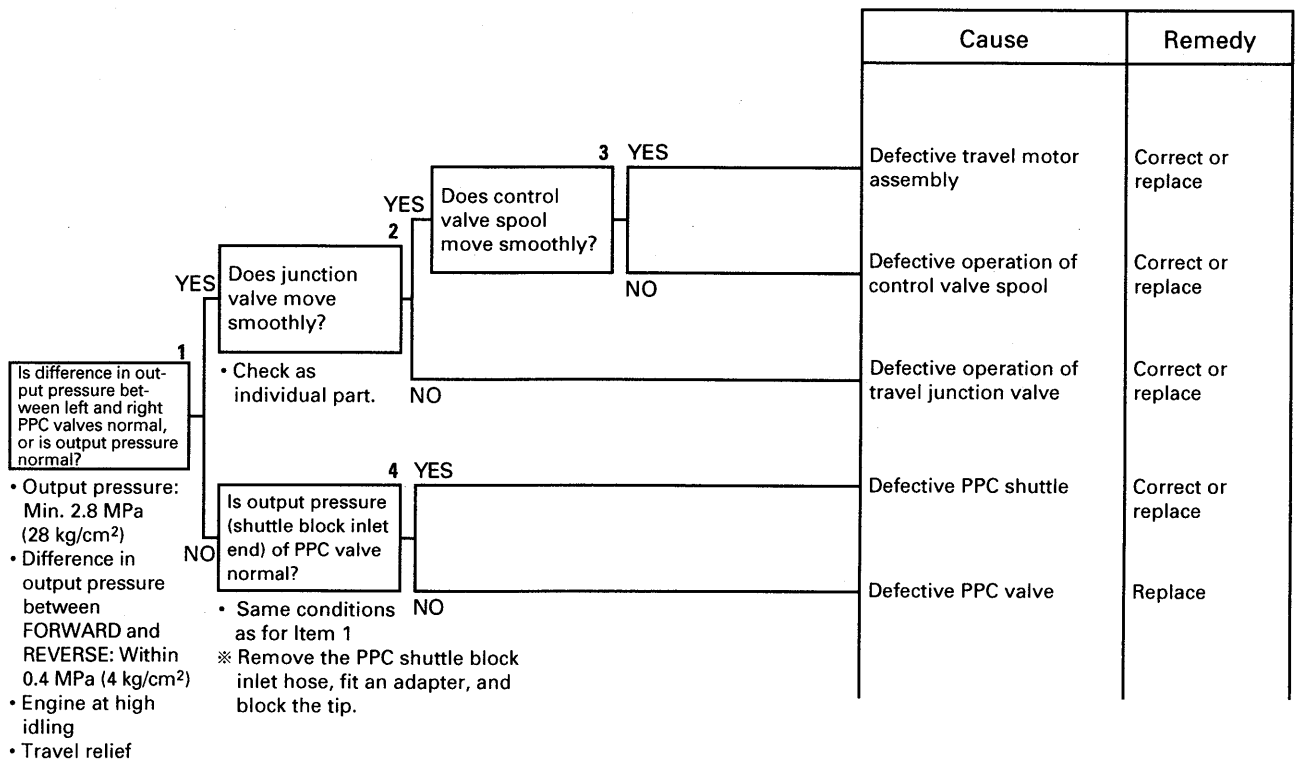 Cause
Remedy
1
Is difference in out-
put pressure bet-
ween left and right
PPC valves normal,
or is output pressure
normal?
• Output pressure:
Min. 2.8 MPa
(28 kg/cm²)
• Difference in
output pressure
between
FORWARD and
REVERSE: Within
0.4 MPa (4 kg/cm²)
• Engine at high
idling
• Travel relief
YES
2
Does junction
valve move
smoothly?
• Check as
individual part.
YES
3
Does control
valve spool
move smoothly?
YES
Defective travel motor
assembly
Correct or
replace
NO
Defective operation of
control valve spool
Correct or
replace
NO
Defective operation of
travel junction valve
Correct or
replace
NO
4
Is output pressure
(shuttle block inlet
end) of PPC valve
normal?
• Same conditions
as for Item 1
※ Remove the PPC shuttle block
inlet hose, fit an adapter, and
block the tip.
YES
Defective PPC shuttle
Correct or
replace
NO
Defective PPC valve
Replace